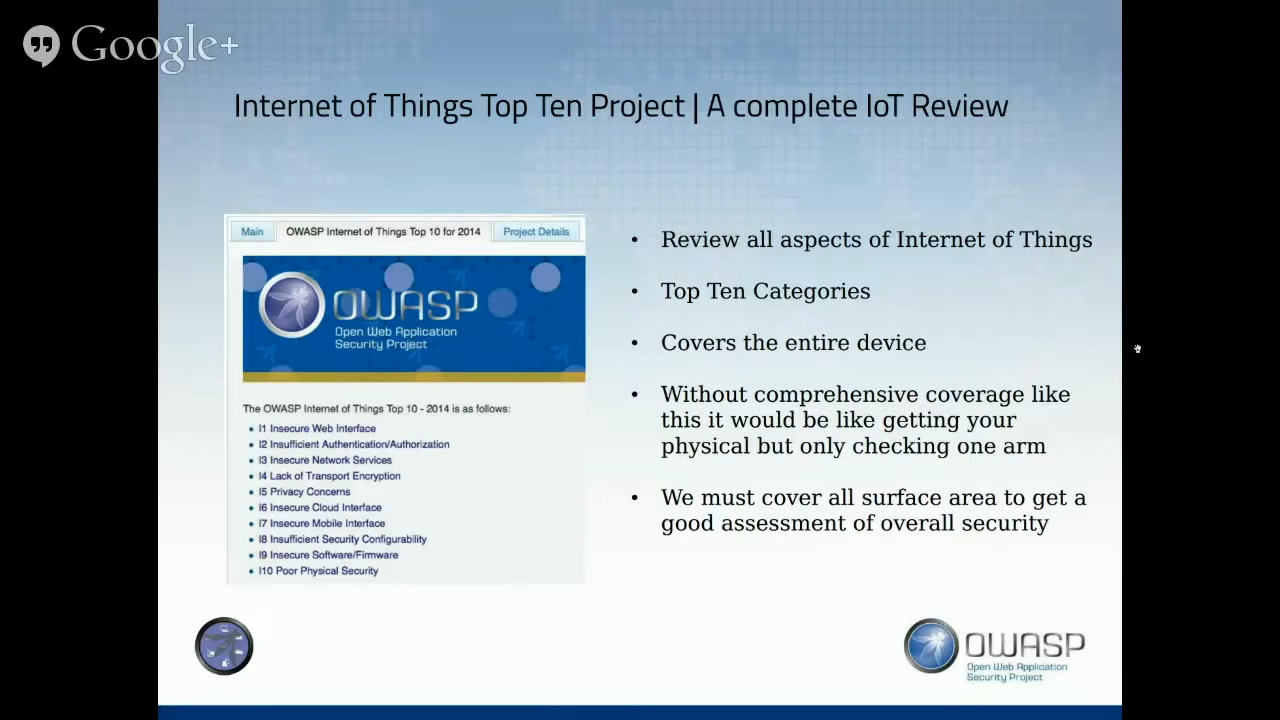 Google+
Internet of Things Top Ten Project | A complete IoT Review
Main
OWASP Internet of Things Top 10 for 2014
Project Details
OWASP
Open Web Application
Security Project
The OWASP Internet of Things Top 10 - 2014 is as follows:
• I1 Insecure Web Interface
• I2 Insufficient Authentication/Authorization
• I3 Insecure Network Services
• I4 Lack of Transport Encryption
• I5 Privacy Concerns
• I6 Insecure Cloud Interface
• I7 Insecure Mobile Interface
• I8 Insufficient Security Configurability
• I9 Insecure Software/Firmware
• I10 Poor Physical Security
• Review all aspects of Internet of Things
• Top Ten Categories
• Covers the entire device
• Without comprehensive coverage like
this it would be like getting your
physical but only checking one arm
• We must cover all surface area to get a
good assessment of overall security
OWASP
Open Web Application
Security Project